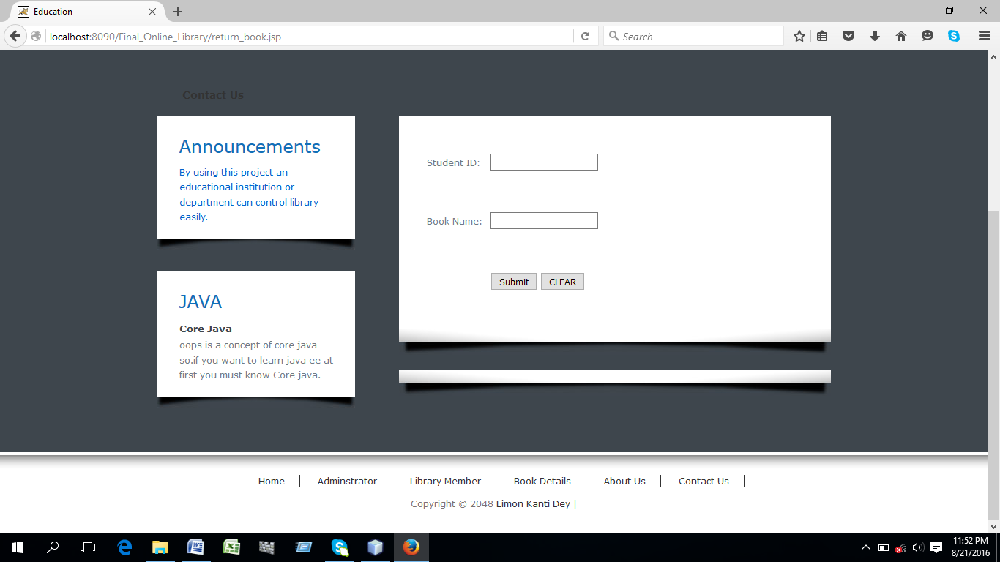 Education
localhost:8090/Final_Online_Library/return_book.jsp
Search
Contact Us
Announcements
By using this project an
educational institution or
department can control library
easily.
Student ID:
Book Name:
Submit CLEAR
JAVA
Core Java
oops is a concept of core java
so.if you want to learn java ee at
first you must know Core java.
Home Adminstrator Library Member Book Details About Us Contact Us
Copyright © 2048 Limon Kanti Dey |
11:52 PM
8/21/2016